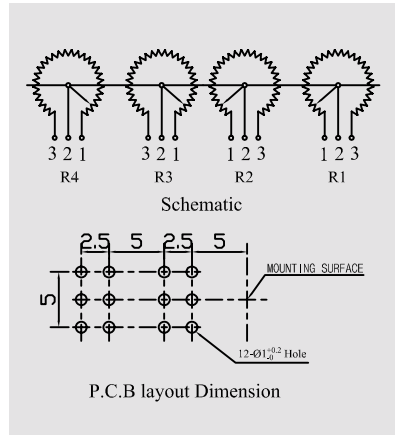 3 2 1 3 2 1 1 2 3 1 2 3
R4 R3 R2 R1
Schematic
2.5 5 2.5 5
5
MOUNTING SURFACE
12-Ø1+0.2 -0 Hole
P.C.B layout Dimension